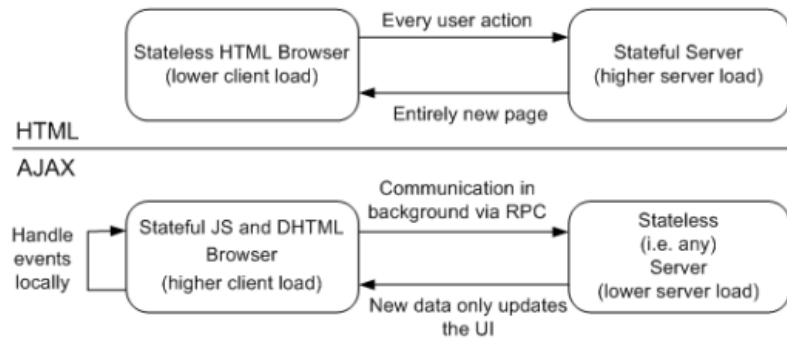 Every user action
Stateless HTML Browser
(lower client load)
Stateful Server
(higher server load)
Entirely new page
HTML
AJAX
Communication in
background via RPC
Handle
events
locally
Stateful JS and DHTML
Browser
(higher client load)
Stateless
(i.e. any)
Server
(lower server load)
New data only updates
the UI